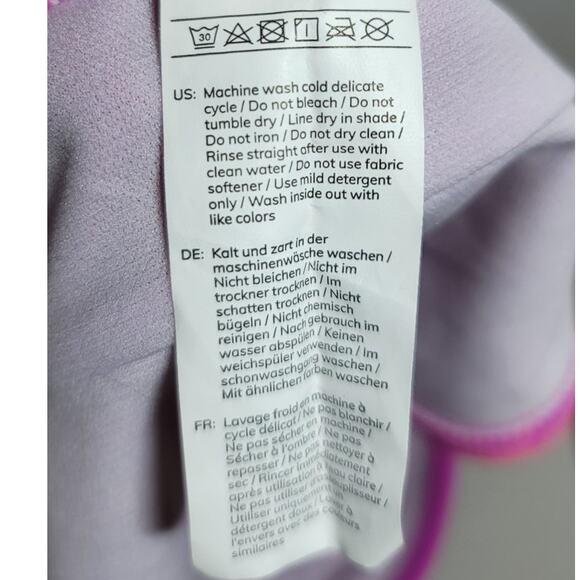 30
US: Machine wash cold delicate
cycle / Do not bleach / Do not
tumble dry / Line dry in shade /
Do not iron / Do not dry clean /
Rinse straight after use with
clean water / Do not use fabric
softener / Use mild detergent
only / Wash inside out with
like colors
DE: Kalt und zart in der
maschinenwäsche waschen /
Nicht bleichen / Nicht im
trockner trocknen / Im
schatten trocknen / Nicht
bügeln / Nicht chemisch
reinigen / Nach gebrauch im
wasser abspülen / Keinen
weichspüler verwenden / Im
schonwaschgang waschen /
Mit ähnlichen farben waschen
FR: Lavage froid en machine à
cycle délicat / Ne pas blanchir /
Ne pas sécher en machine /
Sécher à l'ombre / Ne pas
repasser / Ne pas nettoyer à
sec / Rincer immédiatement
après utilisation à l'eau claire /
Ne pas utiliser d'assouplisseur /
Utiliser uniquement un
détergent doux / Laver à
l'envers avec des couleurs
similaires